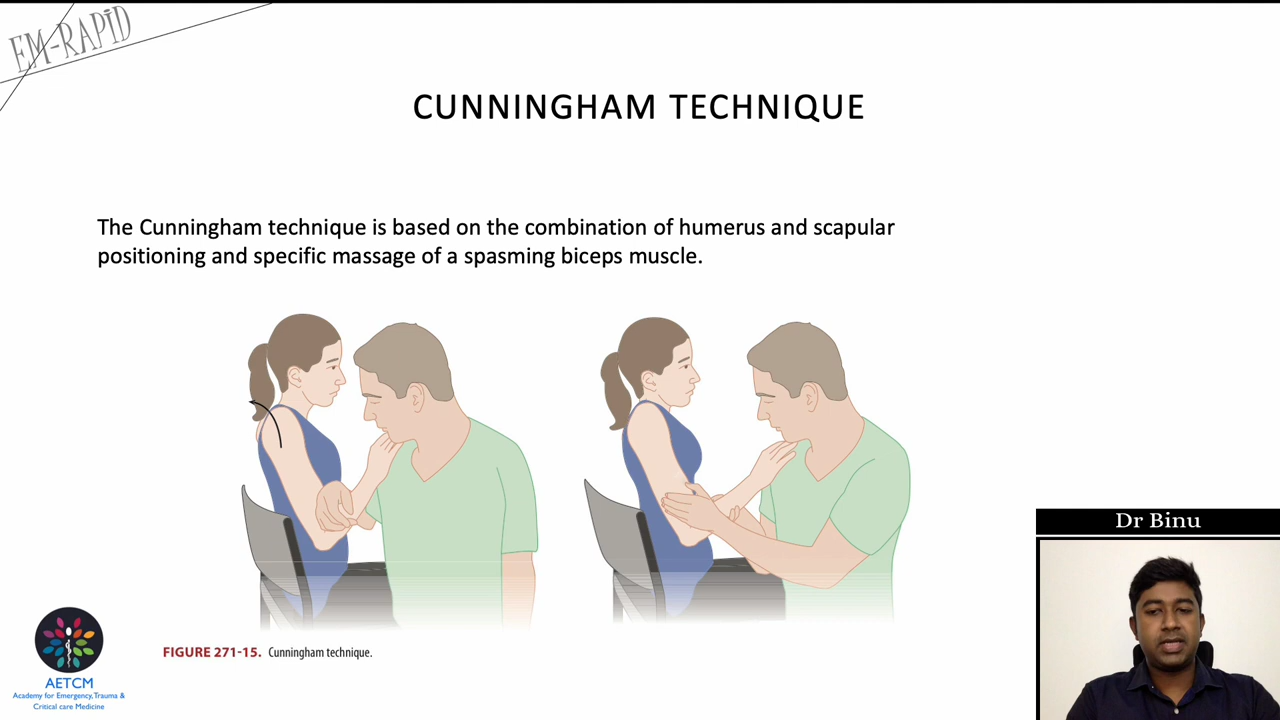 EM-RAPiD
CUNNINGHAM TECHNIQUE
The Cunningham technique is based on the combination of humerus and scapular
positioning and specific massage of a spasming biceps muscle.
Dr Binu
FIGURE 271-15. Cunningham technique.
AETCM
Academy for Emergency, Trauma &
Critical care Medicine